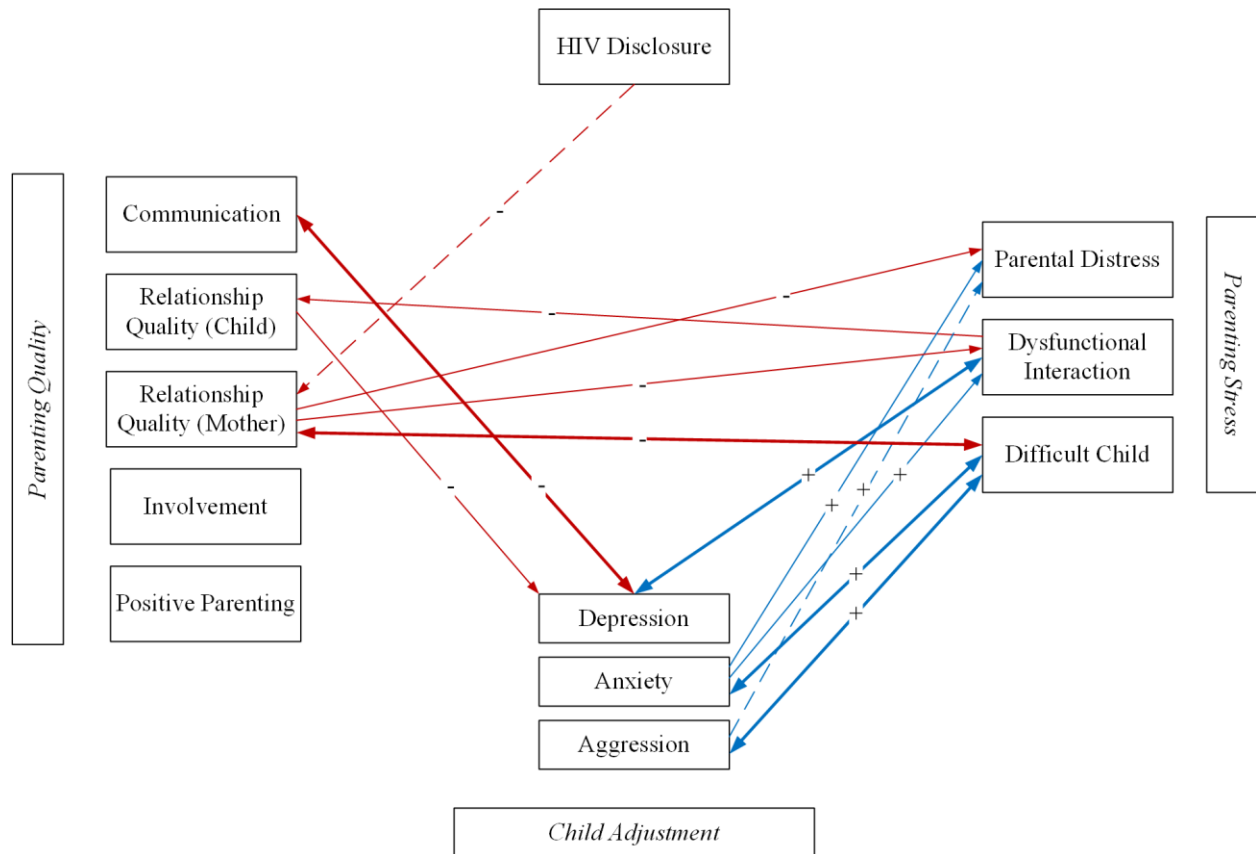 HIV Disclosure
Parenting Quality
Communication
Relationship
Quality (Child)
Relationship
Quality (Mother)
Involvement
Positive Parenting
-
-
-
-
-
-
-
+
+
+
+
+
+
Parental Distress
Dysfunctional
Interaction
Difficult Child
Parenting Stress
Depression
Anxiety
Aggression
Child Adjustment